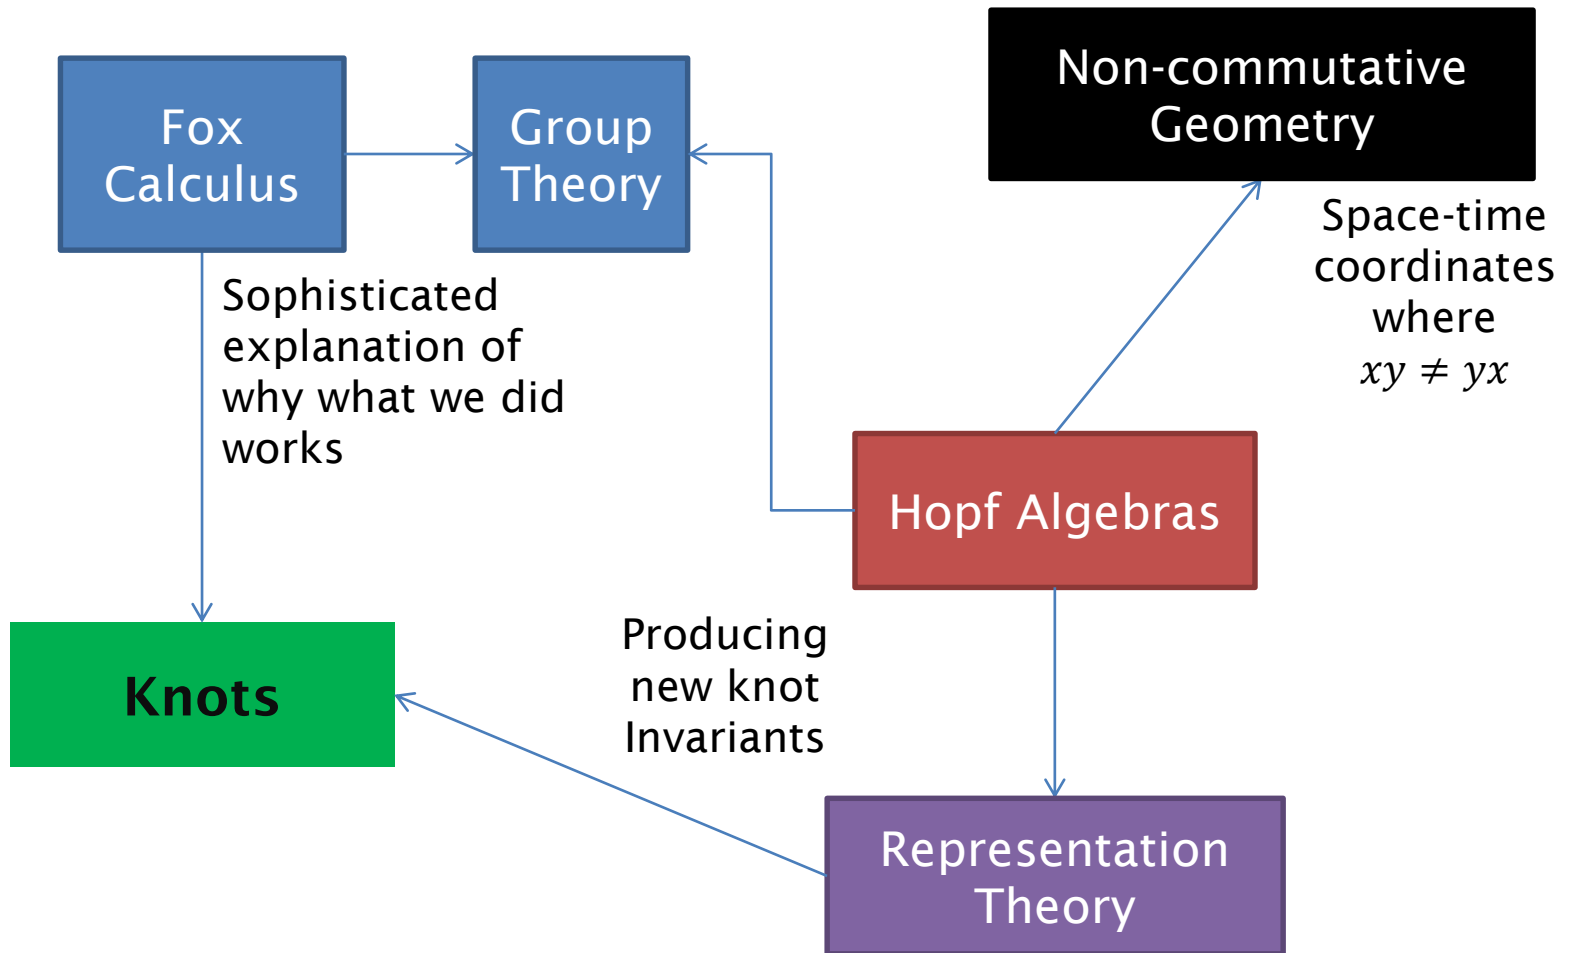 Fox
Calculus
Group
Theory
Non-commutative
Geometry
Space-time
coordinates
where
xy ≠ yx
Sophisticated
explanation of
why what we did
works
Hopf Algebras
Knots
Producing
new knot
Invariants
Representation
Theory